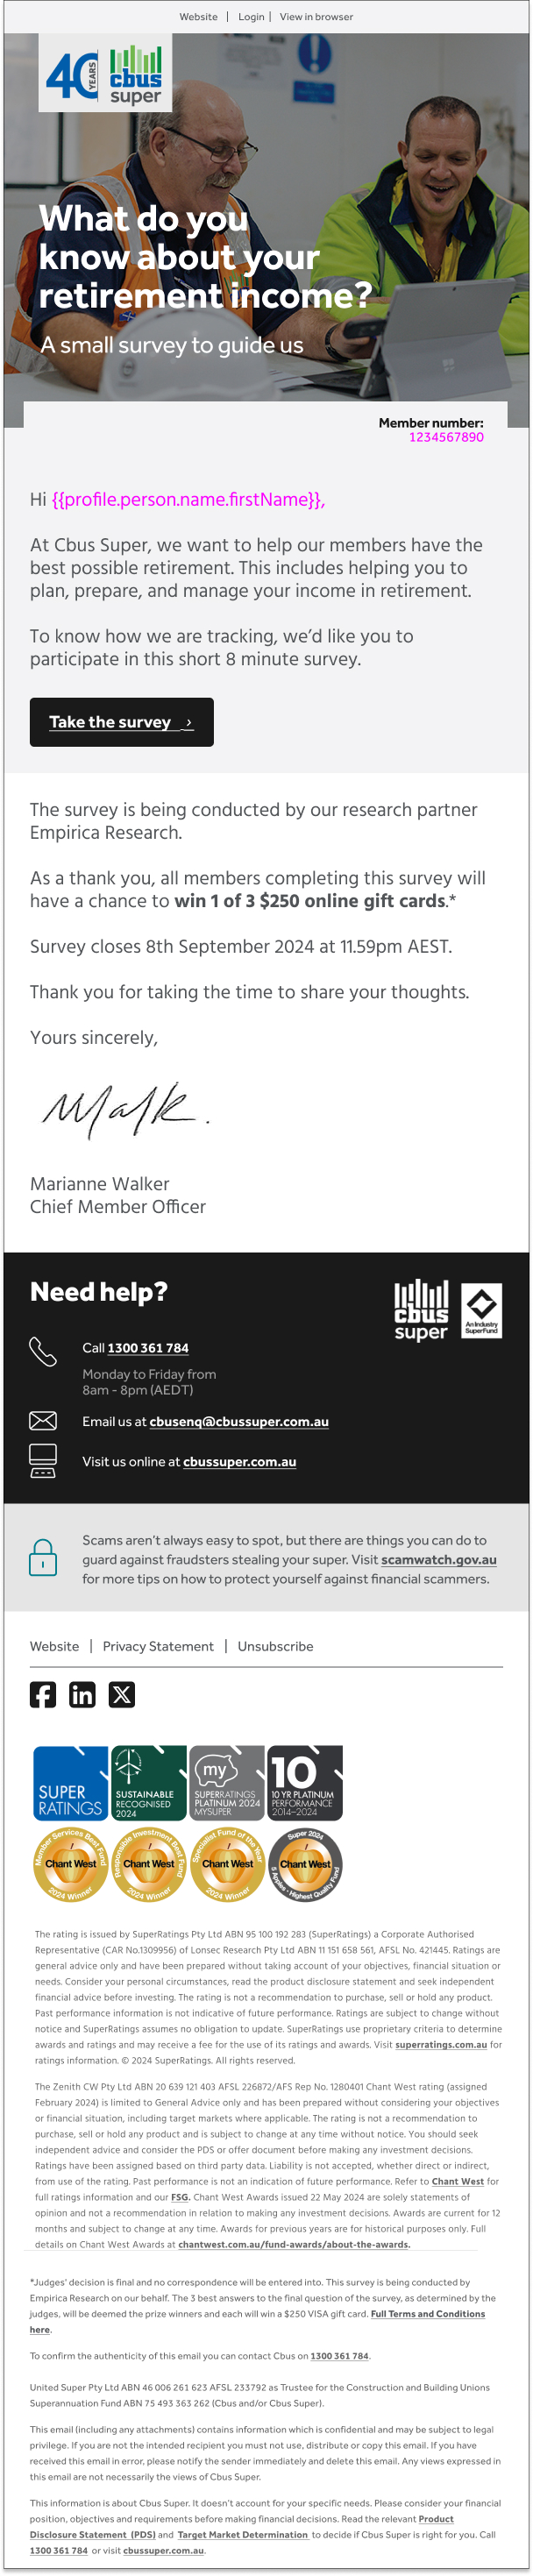 Website | Login | View in browser
40 YEARS cbus super
What do you
know about your
retirement income?
A small survey to guide us
Member number:
1234567890
Hi {{profile.person.name.firstName}},
At Cbus Super, we want to help our members have the
best possible retirement. This includes helping you to
plan, prepare, and manage your income in retirement.
To know how we are tracking, we’d like you to
participate in this short 8 minute survey.
Take the survey ›
The survey is being conducted by our research partner
Empirica Research.
As a thank you, all members completing this survey will
have a chance to win 1 of 3 $250 online gift cards.*
Survey closes 8th September 2024 at 11.59pm AEST.
Thank you for taking the time to share your thoughts.
Yours sincerely,
Marianne Walker
Chief Member Officer
Need help?
cbus super
An Industry SuperFund
Call 1300 361 784
Monday to Friday from
8am - 8pm (AEDT)
Email us at cbusenq@cbussuper.com.au
Visit us online at cbussuper.com.au
Scams aren’t always easy to spot, but there are things you can do to
guard against fraudsters stealing your super. Visit scamwatch.gov.au
for more tips on how to protect yourself against financial scammers.
Website | Privacy Statement | Unsubscribe
SUPER RATINGS
SUSTAINABLE RECOGNISED 2024
my SUPERRATINGS PLATINUM 2024 MYSUPER
10 10 YR PLATINUM PERFORMANCE 2014–2024
Member Services Best Fund Chant West 2024 Winner
Responsible Investment Best Fund Chant West 2024 Winner
Specialist Fund of the Year Chant West 2024 Winner
Super 2024 Chant West 5 Apples - Highest Quality Fund
The rating is issued by SuperRatings Pty Ltd ABN 95 100 192 283 (SuperRatings) a Corporate Authorised
Representative (CAR No.1309956) of Lonsec Research Pty Ltd ABN 11 151 658 561, AFSL No. 421445. Ratings are
general advice only and have been prepared without taking account of your objectives, financial situation or
needs. Consider your personal circumstances, read the product disclosure statement and seek independent
financial advice before investing. The rating is not a recommendation to purchase, sell or hold any product.
Past performance information is not indicative of future performance. Ratings are subject to change without
notice and SuperRatings assumes no obligation to update. SuperRatings use proprietary criteria to determine
awards and ratings and may receive a fee for the use of its ratings and awards. Visit superratings.com.au for
ratings information. © 2024 SuperRatings. All rights reserved.
The Zenith CW Pty Ltd ABN 20 639 121 403 AFSL 226872/AFS Rep No. 1280401 Chant West rating (assigned
February 2024) is limited to General Advice only and has been prepared without considering your objectives
or financial situation, including target markets where applicable. The rating is not a recommendation to
purchase, sell or hold any product and is subject to change at any time without notice. You should seek
independent advice and consider the PDS or offer document before making any investment decisions.
Ratings have been assigned based on third party data. Liability is not accepted, whether direct or indirect,
from use of the rating. Past performance is not an indication of future performance. Refer to Chant West for
full ratings information and our FSG. Chant West Awards issued 22 May 2024 are solely statements of
opinion and not a recommendation in relation to making any investment decisions. Awards are current for 12
months and subject to change at any time. Awards for previous years are for historical purposes only. Full
details on Chant West Awards at chantwest.com.au/fund-awards/about-the-awards.
*Judges’ decision is final and no correspondence will be entered into. This survey is being conducted by
Empirica Research on our behalf. The 3 best answers to the final question of the survey, as determined by the
judges, will be deemed the prize winners and each will win a $250 VISA gift card. Full Terms and Conditions
here.
To confirm the authenticity of this email you can contact Cbus on 1300 361 784.
United Super Pty Ltd ABN 46 006 261 623 AFSL 233792 as Trustee for the Construction and Building Unions
Superannuation Fund ABN 75 493 363 262 (Cbus and/or Cbus Super).
This email (including any attachments) contains information which is confidential and may be subject to legal
privilege. If you are not the intended recipient you must not use, distribute or copy this email. If you have
received this email in error, please notify the sender immediately and delete this email. Any views expressed in
this email are not necessarily the views of Cbus Super.
This information is about Cbus Super. It doesn’t account for your specific needs. Please consider your financial
position, objectives and requirements before making financial decisions. Read the relevant Product
Disclosure Statement (PDS) and Target Market Determination to decide if Cbus Super is right for you. Call
1300 361 784 or visit cbussuper.com.au.